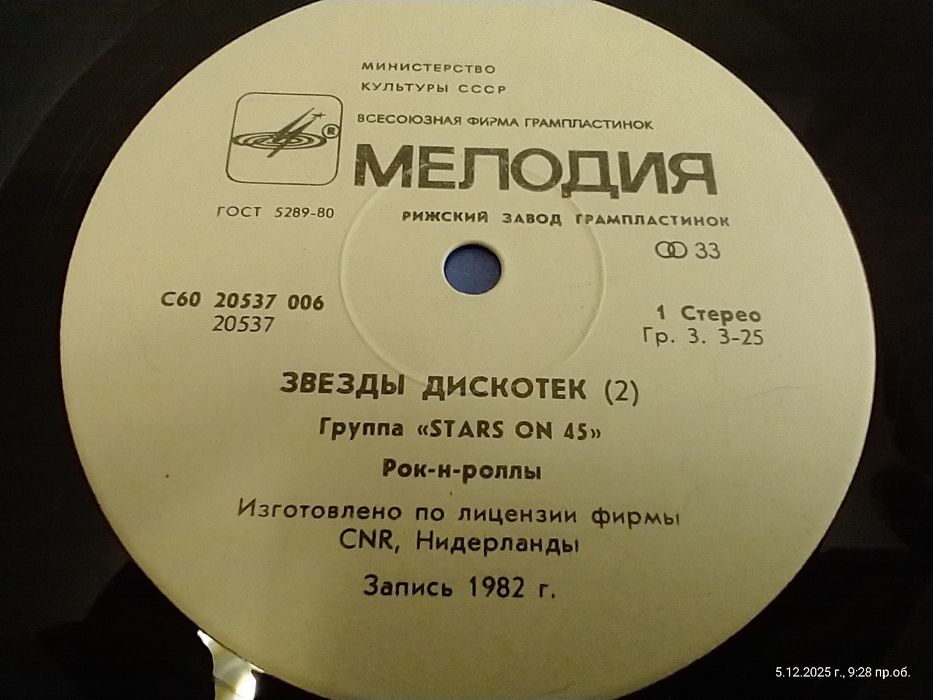 МИНИСТЕРСТВО
КУЛЬТУРЫ СССР
ВСЕСОЮЗНАЯ ФИРМА ГРАМПЛАСТИНОК
®
МЕЛОДИЯ
ГОСТ 5289-80
РИЖСКИЙ ЗАВОД ГРАМПЛАСТИНОК
33
С60 20537 006
20537
1 Стерео
Гр. 3. 3-25
ЗВЕЗДЫ ДИСКОТЕК (2)
Группа «STARS ON 45»
Рок-н-роллы
Изготовлено по лицензии фирмы
CNR, Нидерланды
Запись 1982 г.
5.12.2025 г., 9:28 пр.об.